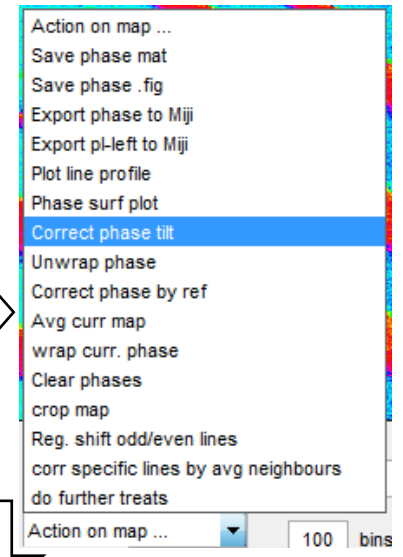 Action on map ...
Save phase mat
Save phase .fig
Export phase to Miji
Export pl-left to Miji
Plot line profile
Phase surf plot
Correct phase tilt
Unwrap phase
Correct phase by ref
Avg curr map
wrap curr. phase
Clear phases
crop map
Reg. shift odd/even lines
corr specific lines by avg neighbours
do further treats
Action on map ... 100 bins